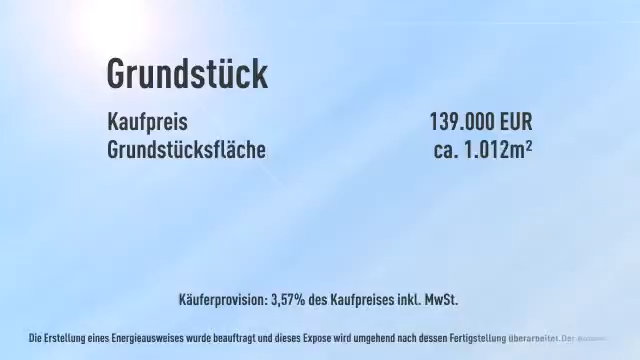 Grundstück
Kaufpreis 139.000 EUR
Grundstücksfläche ca. 1.012m²
Käuferprovision: 3,57% des Kaufpreises inkl. MwSt.
Die Erstellung eines Energieausweises wurde beauftragt und dieses Expose wird umgehend nach dessen Fertigstellung überarbeitet. Der